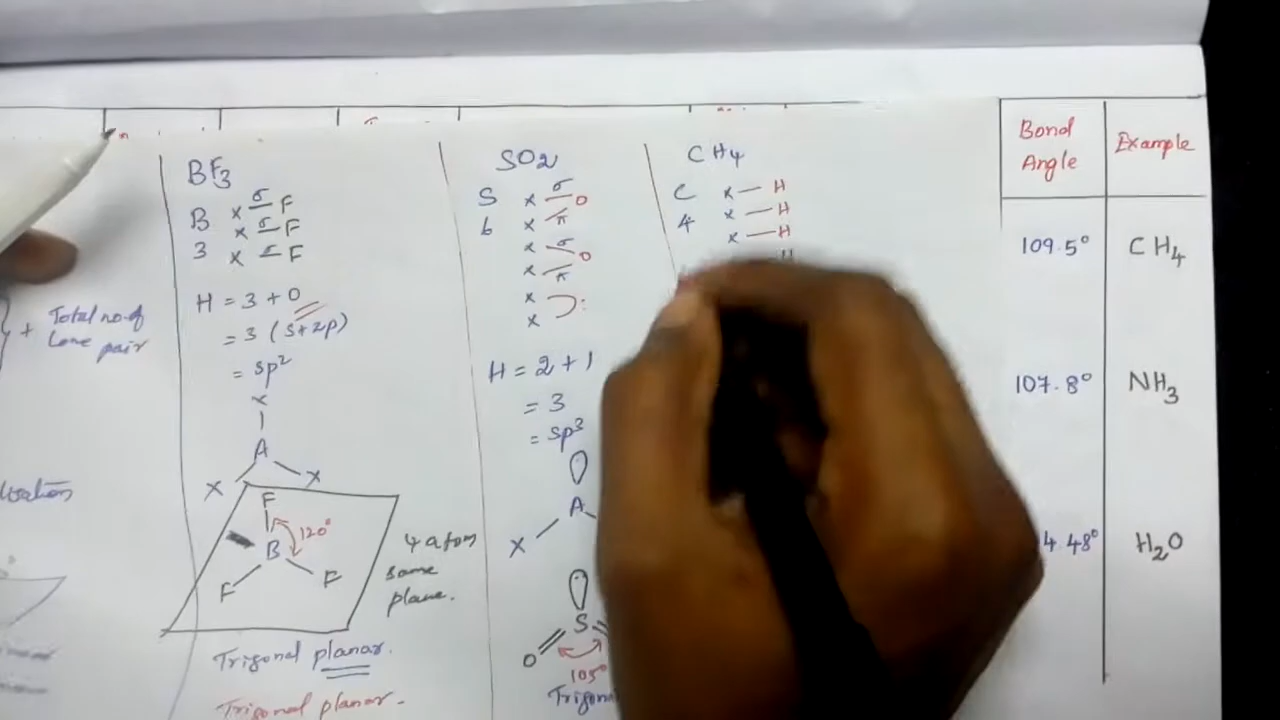 + Total no. of
Lone pair
BF3
B x σ F
x σ F
3 x σ F
H = 3 + 0
= 3 (s+2p)
= sp²
x
A
X X
F
120°
B
F F
4 atom
same
plane.
Trigonal planar.
Trigonal planar.
SO2
S x σ O
6 x π
x σ O
x π
x :
x
H = 2 + 1
= 3
= sp³
A
X
S
O
105°
CH4
C x — H
4 x — H
x — H
H
Bond
Angle
Example
109.5°
CH4
107.8°
NH3
4.48°
H2O